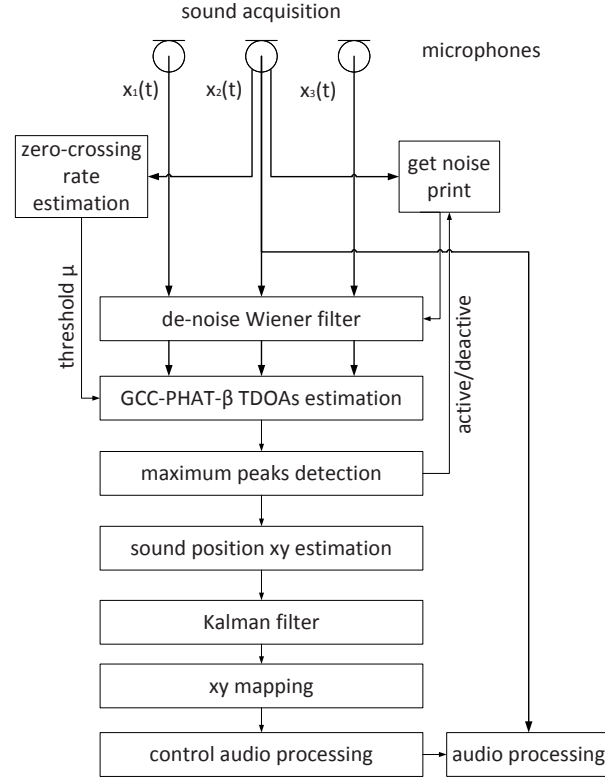 sound acquisition
microphones
x₁(t)
x₂(t)
x₃(t)
zero-crossing
rate
estimation
get noise
print
threshold μ
de-noise Wiener filter
active/deactive
GCC-PHAT-β TDOAs estimation
maximum peaks detection
sound position xy estimation
Kalman filter
xy mapping
control audio processing
audio processing